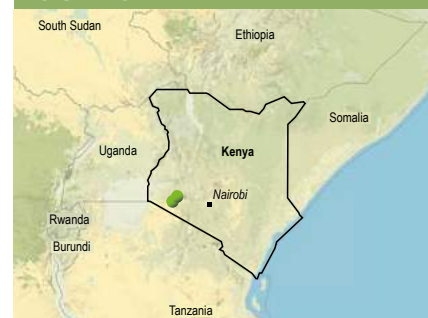 South Sudan
Ethiopia
Somalia
Uganda
Kenya
Nairobi
Rwanda
Burundi
Tanzania